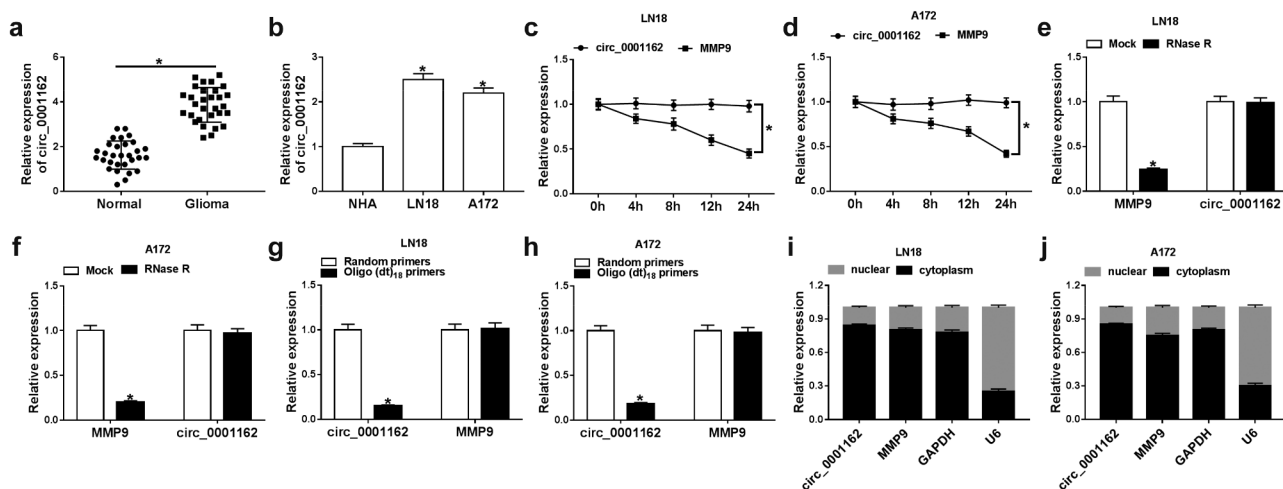 a
Relative expression
of circ_0001162
6
4
2
0
*
Normal
Glioma
b
Relative expression
of circ_0001162
3
2
1
0
*
*
NHA
LN18
A172
c
LN18
circ_0001162
MMP9
Relative expression
1.5
1.0
0.5
0.0
*
0h
4h
8h
12h
24h
d
A172
circ_0001162
MMP9
Relative expression
1.5
1.0
0.5
0.0
*
0h
4h
8h
12h
24h
e
LN18
Mock
RNase R
Relative expression
1.5
1.0
0.5
0.0
*
MMP9
circ_0001162
f
A172
Mock
RNase R
Relative expression
1.5
1.0
0.5
0.0
*
MMP9
circ_0001162
g
LN18
Random primers
Oligo (dt)18 primers
Relative expression
1.5
1.0
0.5
0.0
*
circ_0001162
MMP9
h
A172
Random primers
Oligo (dt)18 primers
Relative expression
1.5
1.0
0.5
0.0
*
circ_0001162
MMP9
i
LN18
nuclear
cytoplasm
Relative expression
1.2
0.9
0.6
0.3
0.0
circ_0001162
MMP9
GAPDH
U6
j
A172
nuclear
cytoplasm
Relative expression
1.2
0.9
0.6
0.3
0.0
circ_0001162
MMP9
GAPDH
U6